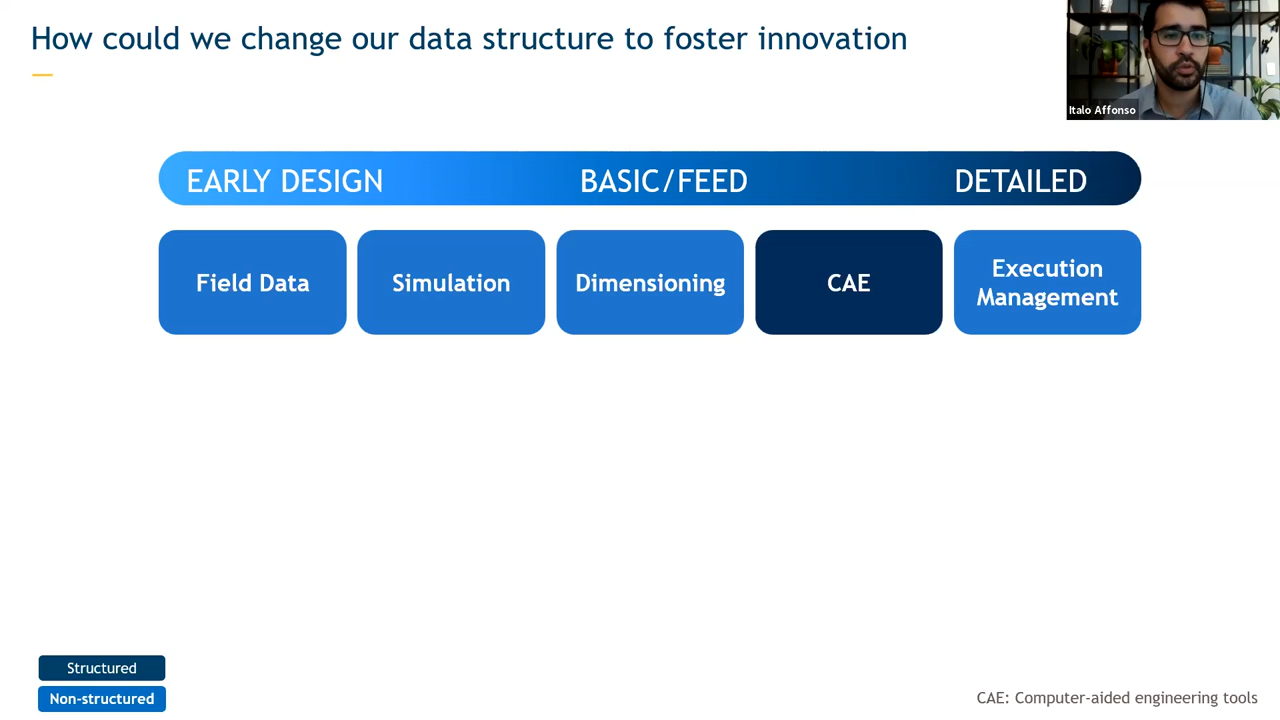 How could we change our data structure to foster innovation
Italo Affonso
EARLY DESIGN BASIC/FEED DETAILED
Field Data
Simulation
Dimensioning
CAE
Execution
Management
Structured
Non-structured
CAE: Computer-aided engineering tools